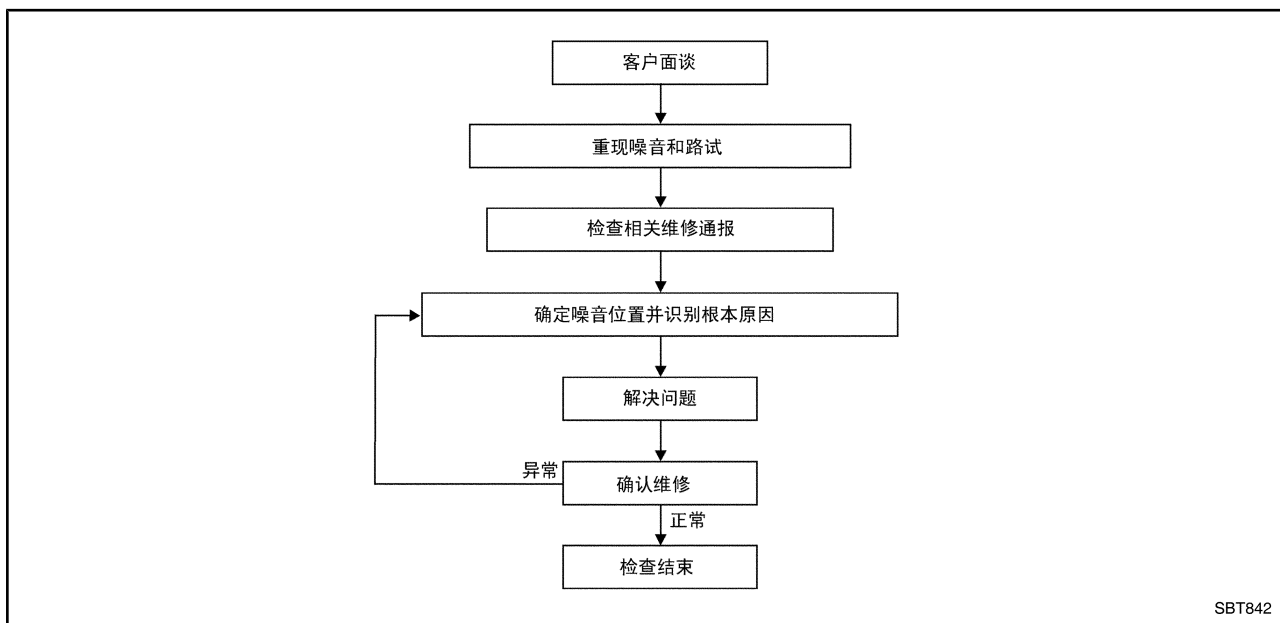 客户面谈
重现噪音和路试
检查相关维修通报
确定噪音位置并识别根本原因
解决问题
异常
确认维修
正常
检查结束
SBT842